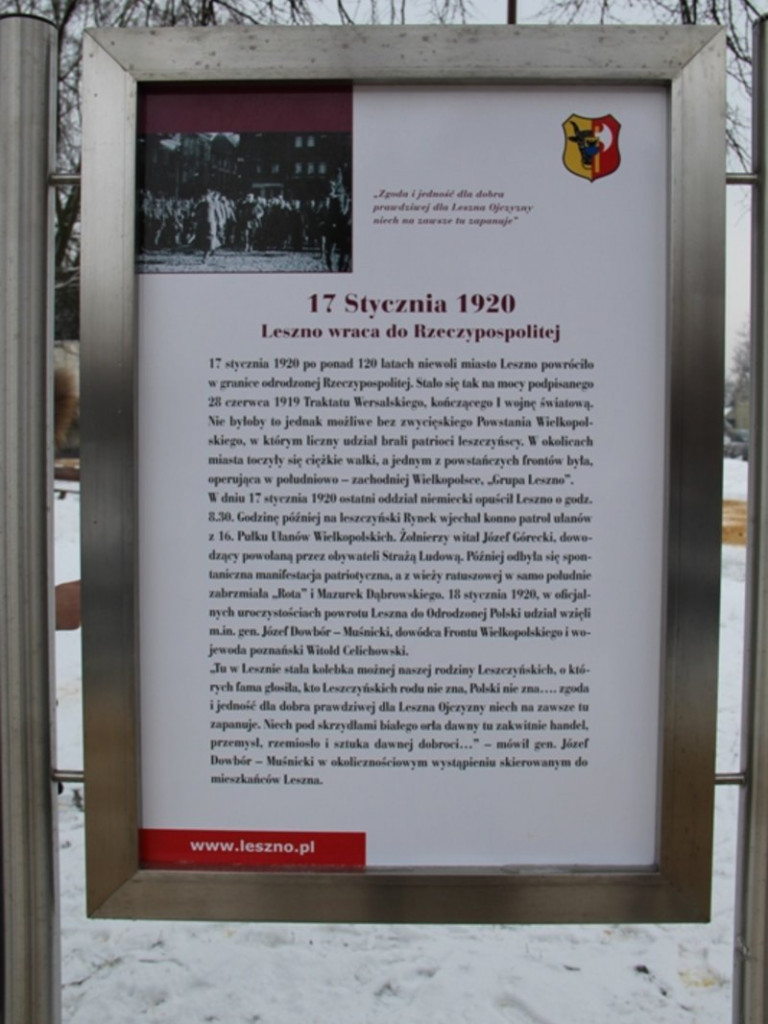 „Zgoda i jedność dla dobra
prawdziwej dla Leszna Ojczyzny
niech na zawsze tu zapanuje”
17 Stycznia 1920
Leszno wraca do Rzeczypospolitej
17 stycznia 1920 po ponad 120 latach niewoli miasto Leszno powróciło
w granice odrodzonej Rzeczypospolitej. Stało się tak na mocy podpisanego
28 czerwca 1919 Traktatu Wersalskiego, kończącego I wojnę światową.
Nie byłoby to jednak możliwe bez zwycięskiego Powstania Wielkopol-
skiego, w którym liczny udział brali patrioci leszczyńscy. W okolicach
miasta toczyły się ciężkie walki, a jednym z powstańczych frontów była,
operująca w południowo – zachodniej Wielkopolsce, „Grupa Leszno”.
W dniu 17 stycznia 1920 ostatni oddział niemiecki opuścił Leszno o godz.
8.30. Godzinę później na leszczyński Rynek wjechał konno patrol ułanów
z 16. Pułku Ułanów Wielkopolskich. Żołnierzy witał Józef Górecki, dowo-
dzący powołaną przez obywateli Strażą Ludową. Później odbyła się spon-
taniczna manifestacja patriotyczna, a z wieży ratuszowej w samo południe
zabrzmiała „Rota” i Mazurek Dąbrowskiego. 18 stycznia 1920, w oficjal-
nych uroczystościach powrotu Leszna do Odrodzonej Polski udział wzięli
m.in. gen. Józef Dowbór – Muśnicki, dowódca Frontu Wielkopolskiego i wo-
jewoda poznański Witold Celichowski.
„Tu w Lesznie stała kolebka możnej naszej rodziny Leszczyńskich, o któ-
rych fama głosiła, kto Leszczyńskich rodu nie zna, Polski nie zna.... zgoda
i jedność dla dobra prawdziwej dla Leszna Ojczyzny niech na zawsze tu
zapanuje. Niech pod skrzydłami białego orła dawny tu zakwitnie handel,
przemysł, rzemiosło i sztuka dawnej dobroci...” – mówił gen. Józef
Dowbór – Muśnicki w okolicznościowym wystąpieniu skierowanym do
mieszkańców Leszna.
www.leszno.pl